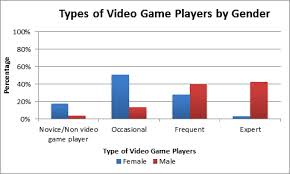 Types of Video Game Players by Gender
100%
80%
60%
40%
20%
0%
Percentage
Novice/Non video
game player
Occasional
Frequent
Expert
Type of Video Game Players
Female
Male